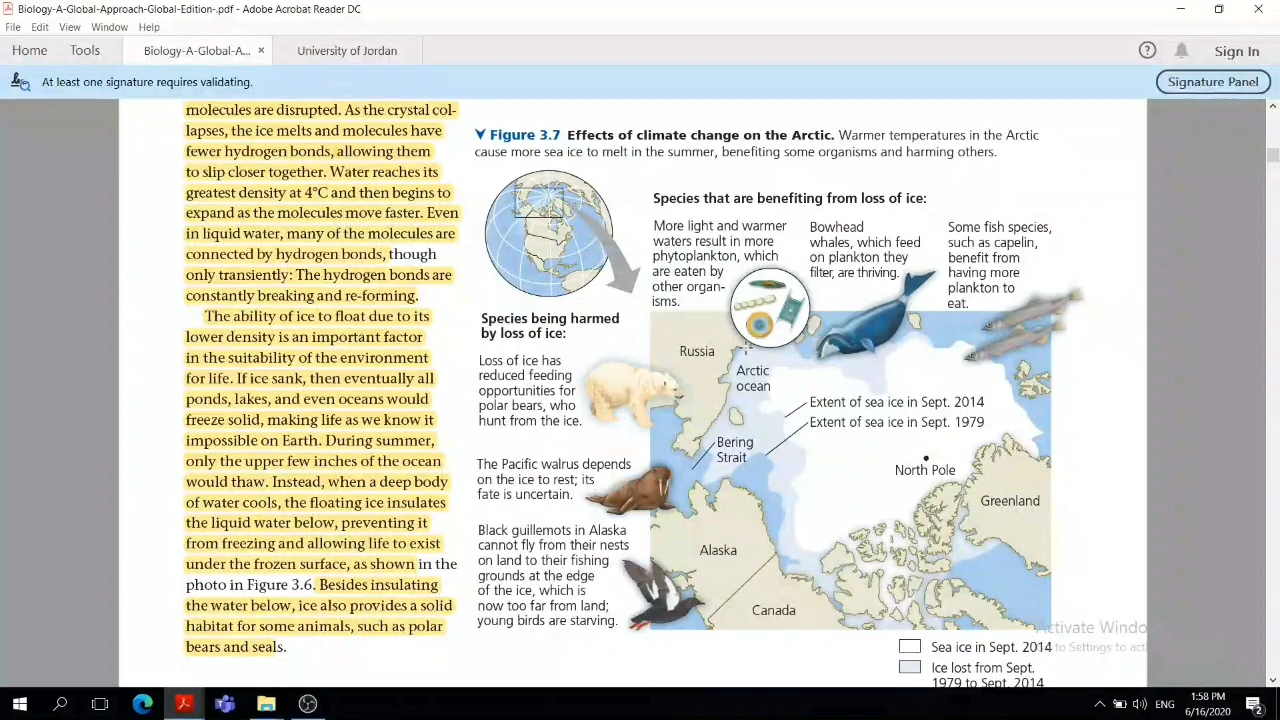 Biology-A-Global-Approach-Global-Edition-.pdf - Adobe Acrobat Reader DC
File Edit View Window Help
Home Tools Biology-A-Global-A... × University of Jordan Sign In
At least one signature requires validating. Signature Panel
molecules are disrupted. As the crystal col-
lapses, the ice melts and molecules have
fewer hydrogen bonds, allowing them
to slip closer together. Water reaches its
greatest density at 4°C and then begins to
expand as the molecules move faster. Even
in liquid water, many of the molecules are
connected by hydrogen bonds, though
only transiently: The hydrogen bonds are
constantly breaking and re-forming.
The ability of ice to float due to its
lower density is an important factor
in the suitability of the environment
for life. If ice sank, then eventually all
ponds, lakes, and even oceans would
freeze solid, making life as we know it
impossible on Earth. During summer,
only the upper few inches of the ocean
would thaw. Instead, when a deep body
of water cools, the floating ice insulates
the liquid water below, preventing it
from freezing and allowing life to exist
under the frozen surface, as shown in the
photo in Figure 3.6. Besides insulating
the water below, ice also provides a solid
habitat for some animals, such as polar
bears and seals.
Figure 3.7 Effects of climate change on the Arctic. Warmer temperatures in the Arctic
cause more sea ice to melt in the summer, benefiting some organisms and harming others.
Species that are benefiting from loss of ice:
More light and warmer
waters result in more
phytoplankton, which
are eaten by
other organ-
isms.
Bowhead
whales, which feed
on plankton they
filter, are thriving.
Some fish species,
such as capelin,
benefit from
having more
plankton to
eat.
Species being harmed
by loss of ice:
Loss of ice has
reduced feeding
opportunities for
polar bears, who
hunt from the ice.
The Pacific walrus depends
on the ice to rest; its
fate is uncertain.
Black guillemots in Alaska
cannot fly from their nests
on land to their fishing
grounds at the edge
of the ice, which is
now too far from land;
young birds are starving.
Russia
Arctic
ocean
Extent of sea ice in Sept. 2014
Extent of sea ice in Sept. 1979
Bering
Strait
North Pole
Greenland
Alaska
Canada
Sea ice in Sept. 2014
Ice lost from Sept.
1979 to Sept. 2014
Activate Windo
to Settings to acti
ENG
1:58 PM
6/16/2020
2